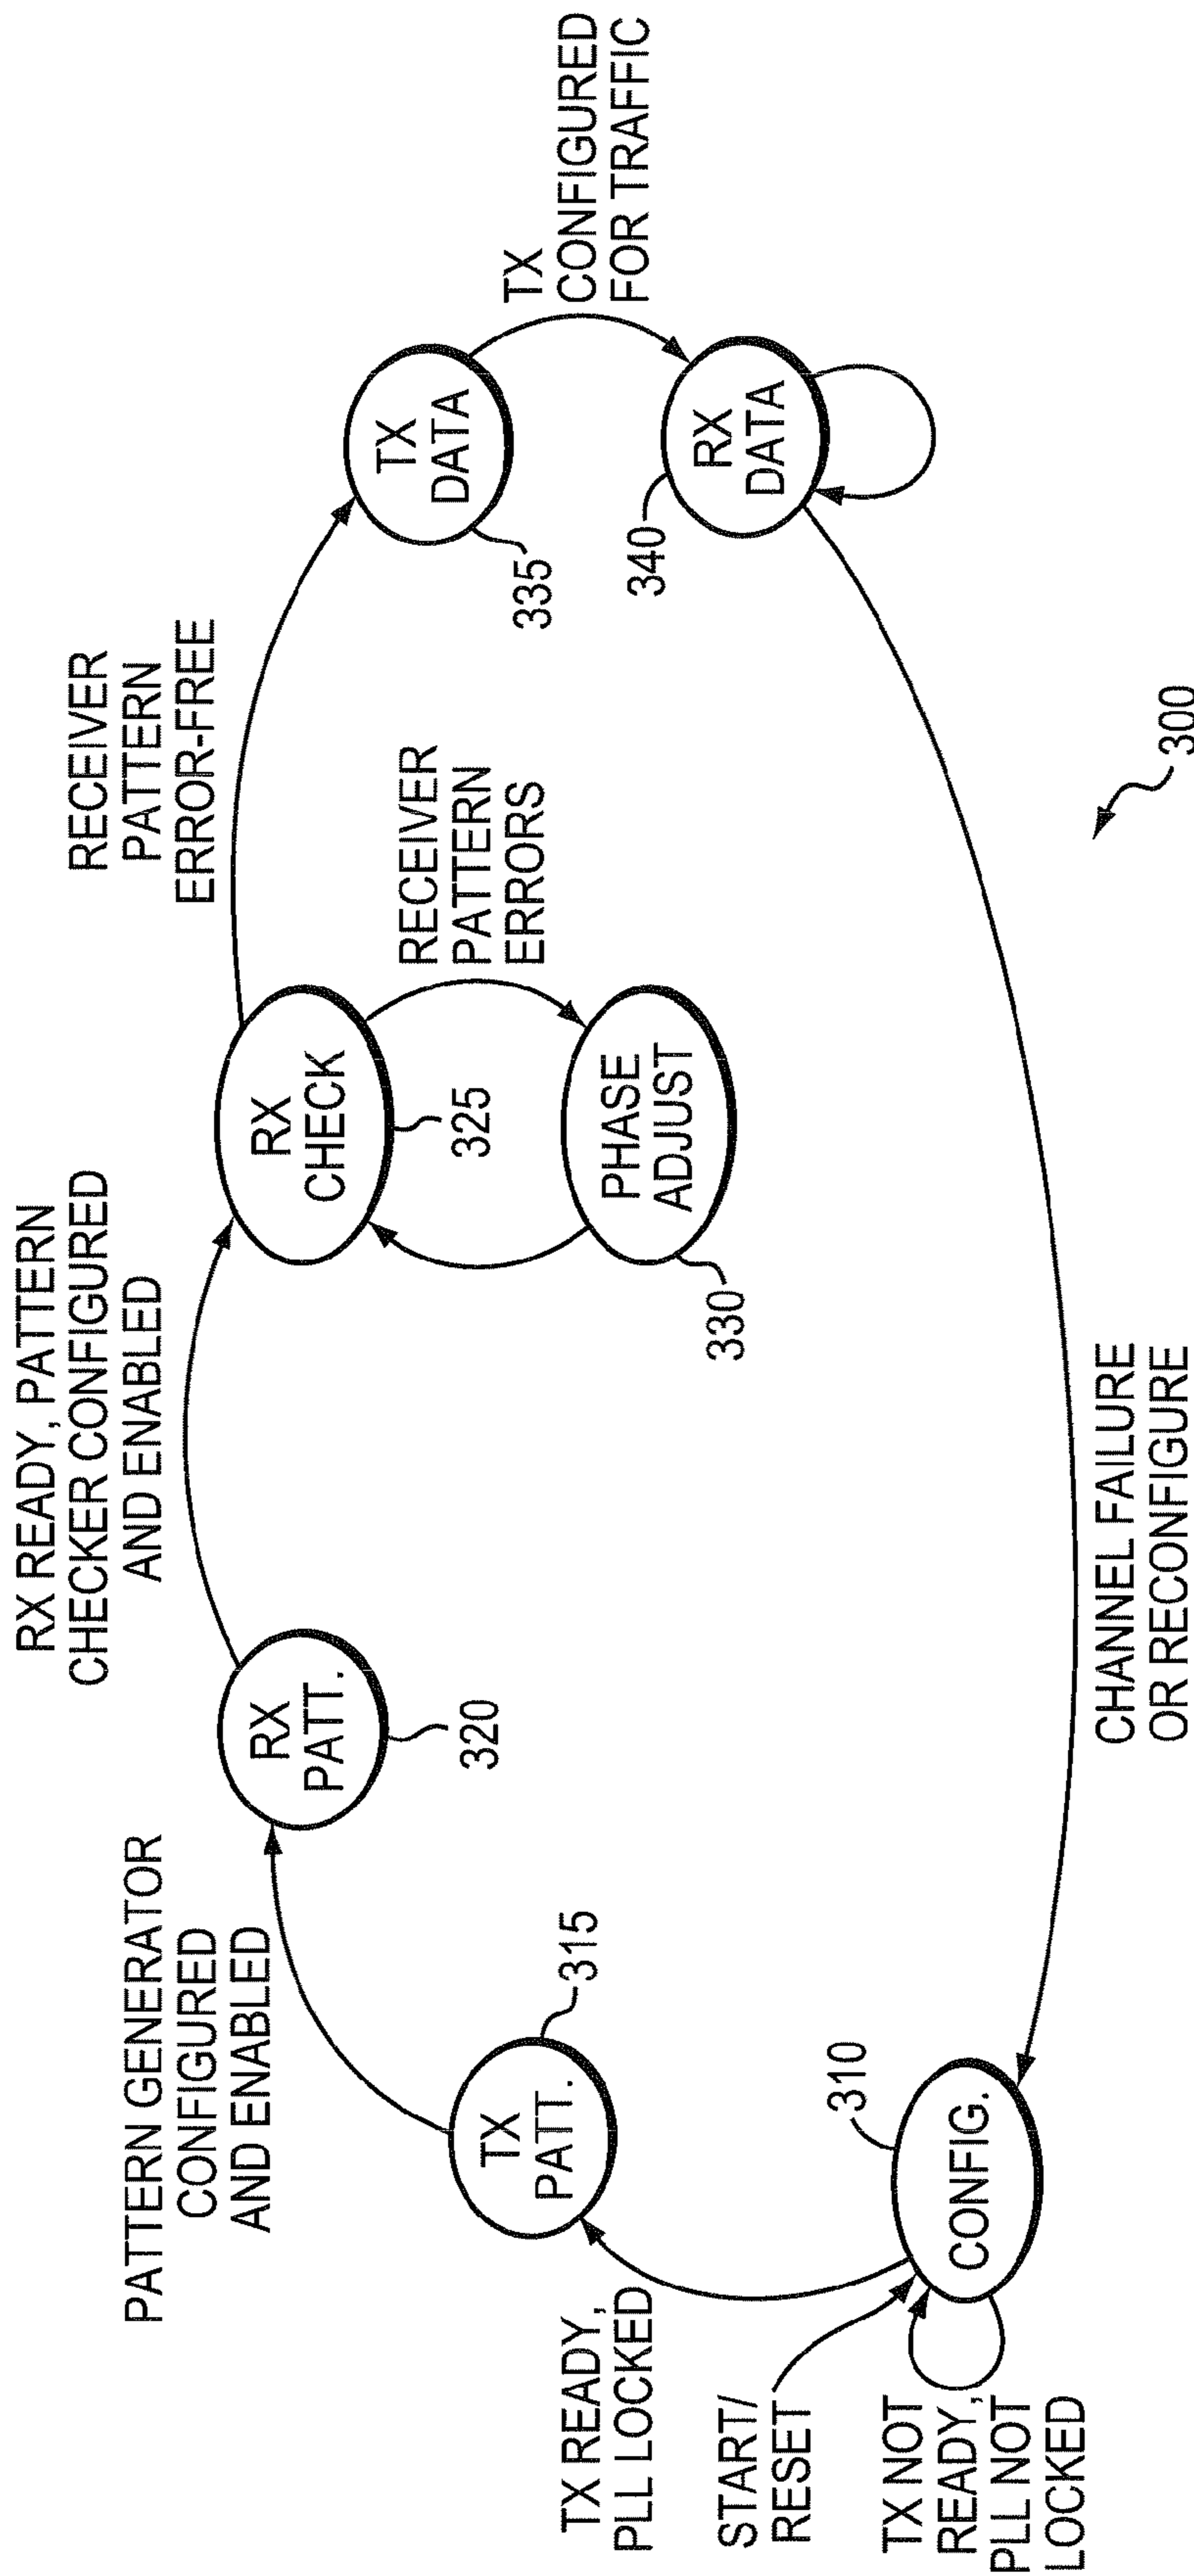 RX READY, PATTERN
CHECKER CONFIGURED
AND ENABLED
RECEIVER
PATTERN
ERROR-FREE
PATTERN GENERATOR
CONFIGURED
AND ENABLED
RX
PATT.
320
RX
CHECK
325
RECEIVER
PATTERN
ERRORS
TX
DATA
335
TX
CONFIGURED
FOR TRAFFIC
TX READY,
PLL LOCKED
TX
PATT.
315
PHASE
ADJUST
330
340
RX
DATA
START/
RESET
310
CONFIG.
TX NOT
READY,
PLL NOT
LOCKED
CHANNEL FAILURE
OR RECONFIGURE
300